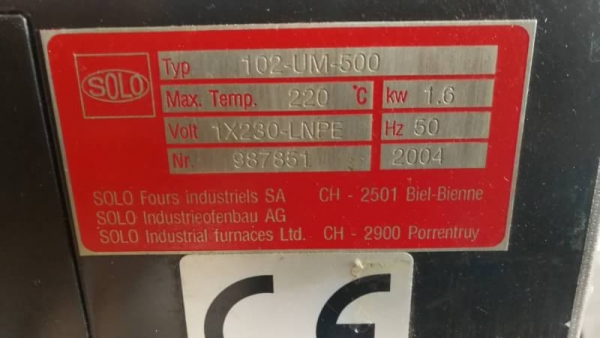 SOLO
Typ 102-UM-500
Max. Temp. 220 °C kw 1.6
Volt 1X230-LNPE Hz 50
Nr. 987851 2004
SOLO Fours industriels SA CH - 2501 Biel-Bienne
SOLO Industrieofenbau AG
SOLO Industrial furnaces Ltd. CH - 2900 Porrentruy
CE